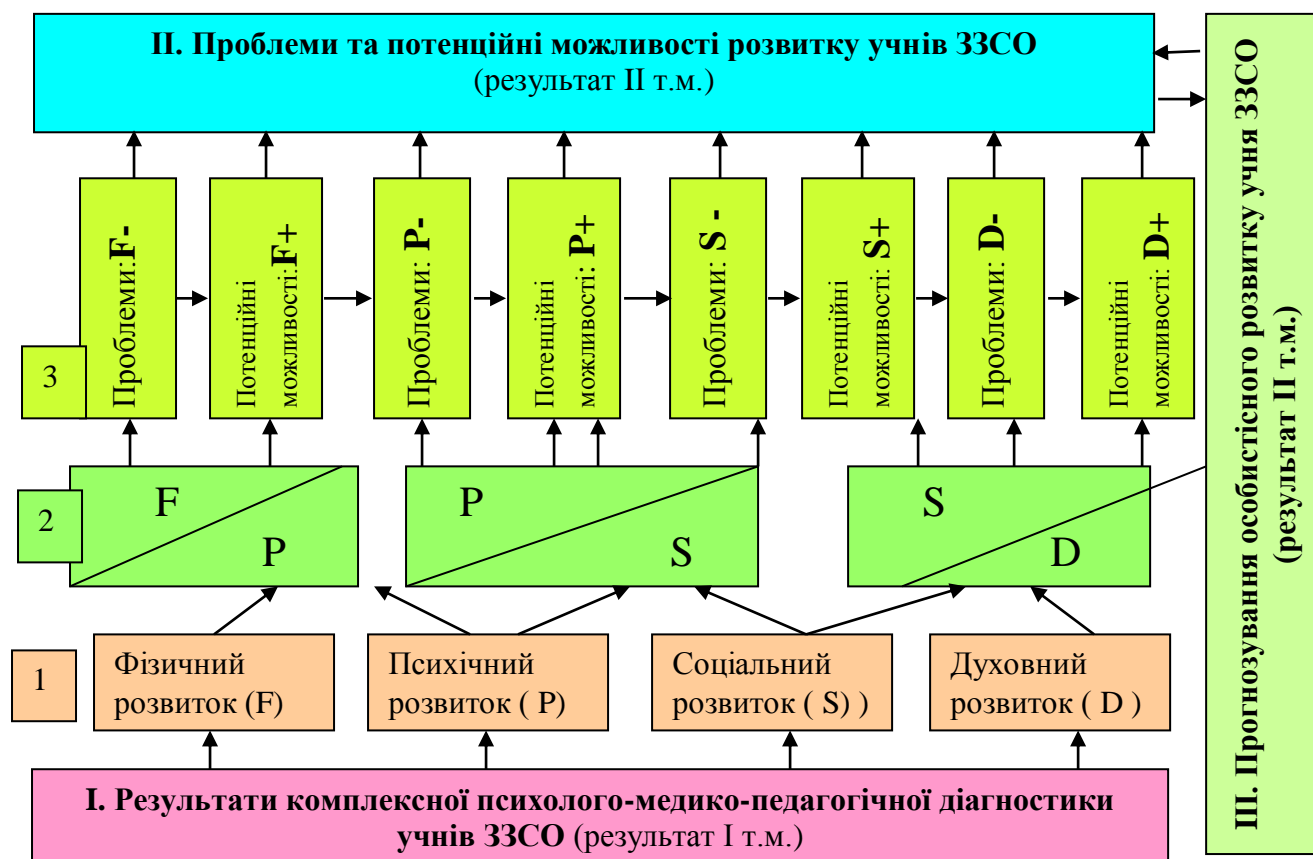 ІІ. Проблеми та потенційні можливості розвитку учнів ЗЗСО
(результат ІІ т.м.)
ІІІ. Прогнозування особистісного розвитку учня ЗЗСО
(результат ІІ т.м.)
3
Проблеми:F-
Потенційні
можливості:F+
Проблеми: P-
Потенційні
можливості: P+
Проблеми: S -
Потенційні
можливості: S+
Проблеми: D-
Потенційні
можливості: D+
2
F
P
P
S
S
D
1
Фізичний
розвиток (F)
Психічний
розвиток ( P)
Соціальний
розвиток ( S) )
Духовний
розвиток ( D )
І. Результати комплексної психолого-медико-педагогічної діагностики
учнів ЗЗСО (результат І т.м.)